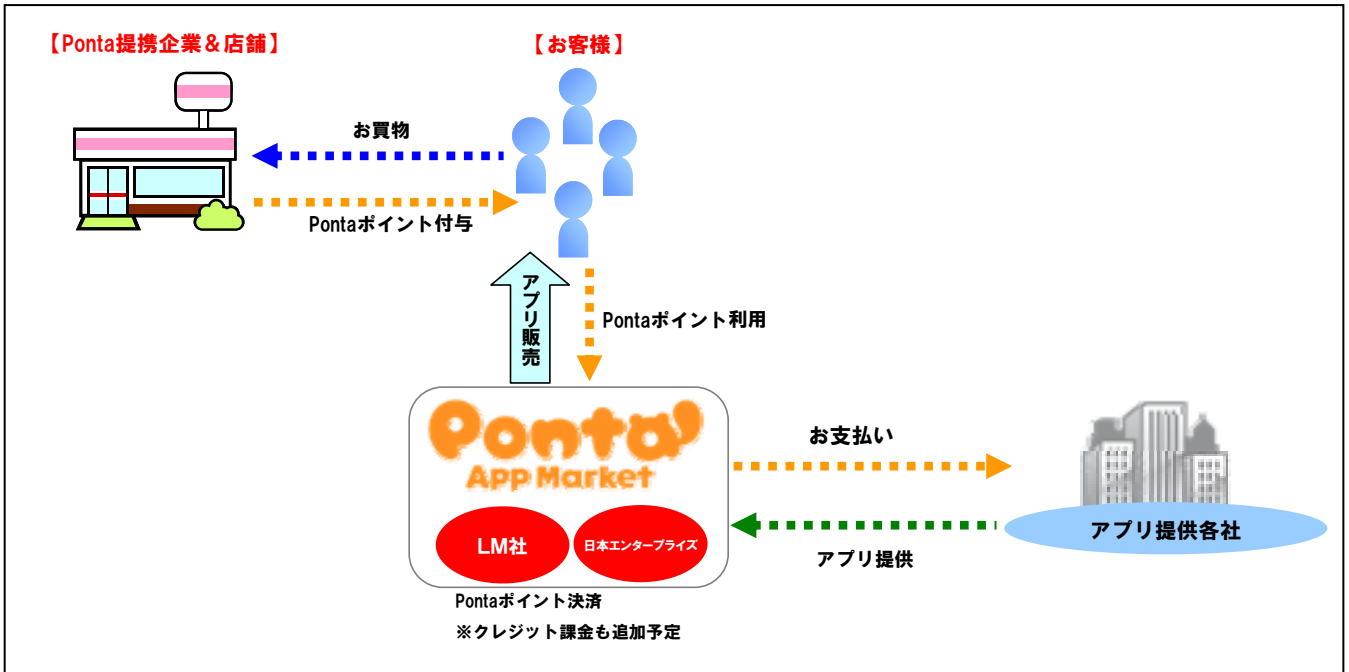 【Ponta提携企業&店舗】
【お客様】
お買物
Pontaポイント付与
アプリ販売
Pontaポイント利用
Ponta
App Market
LM社
日本エンタープライズ
お支払い
アプリ提供
アプリ提供各社
Pontaポイント決済
※クレジット課金も追加予定